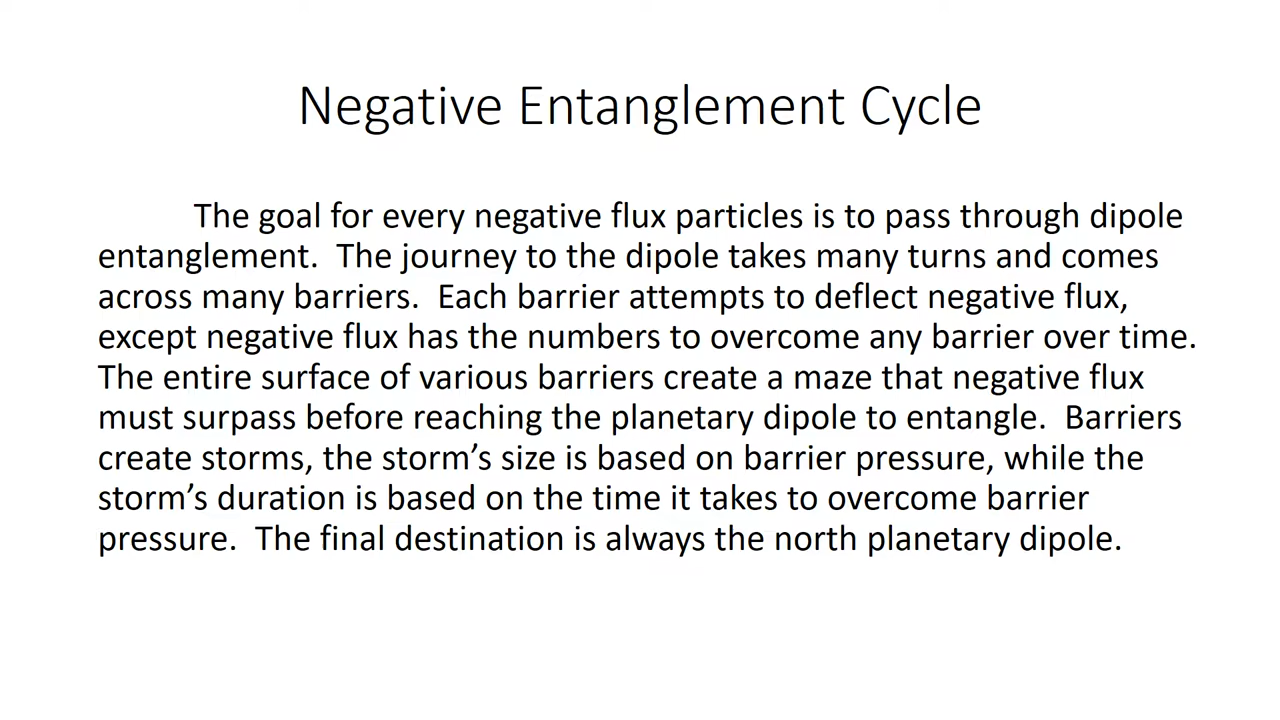 Negative Entanglement Cycle
The goal for every negative flux particles is to pass through dipole
entanglement.  The journey to the dipole takes many turns and comes
across many barriers.  Each barrier attempts to deflect negative flux,
except negative flux has the numbers to overcome any barrier over time.
The entire surface of various barriers create a maze that negative flux
must surpass before reaching the planetary dipole to entangle.  Barriers
create storms, the storm’s size is based on barrier pressure, while the
storm’s duration is based on the time it takes to overcome barrier
pressure.  The final destination is always the north planetary dipole.